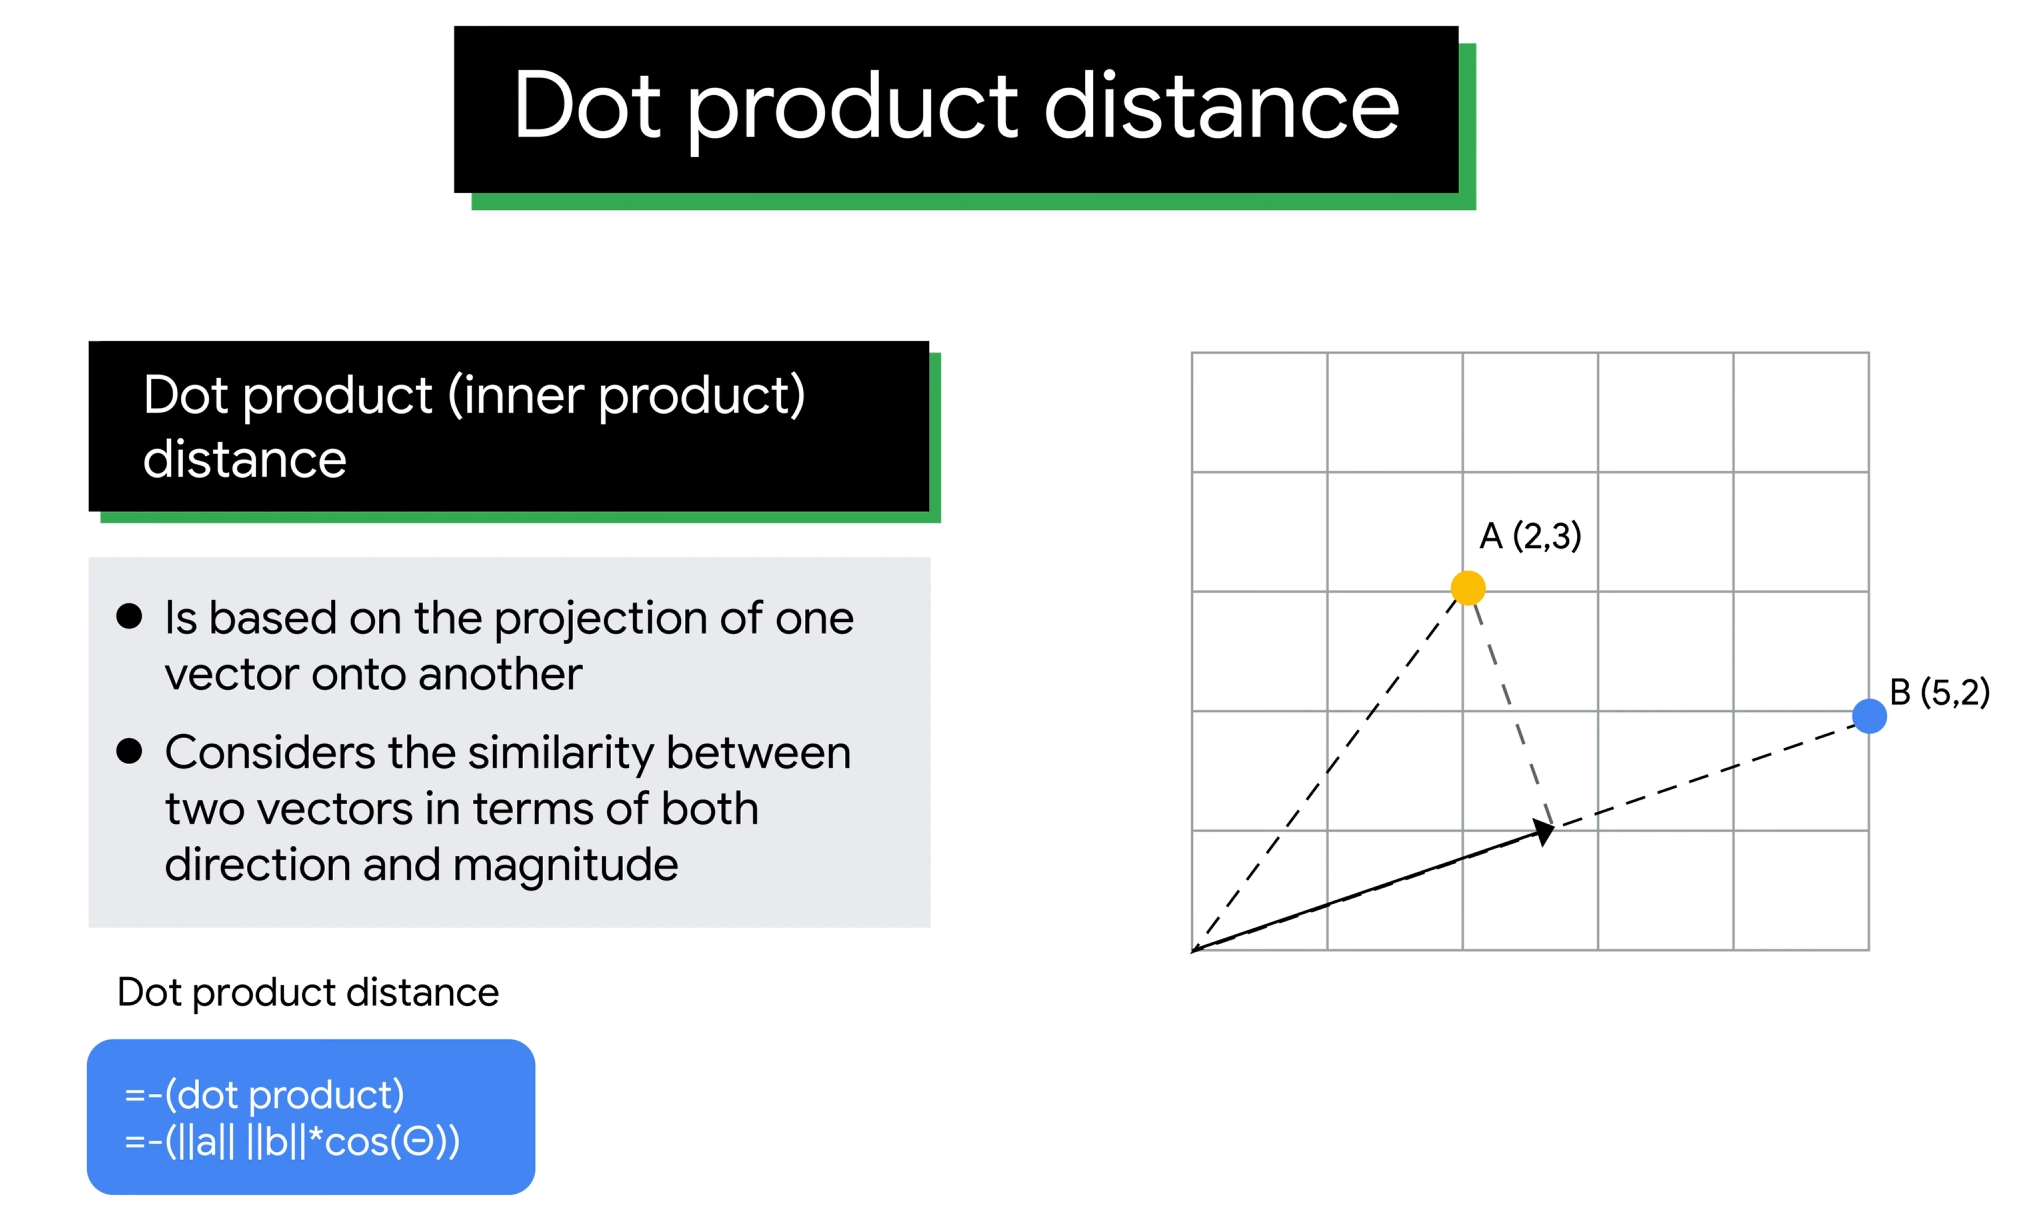 Dot product distance
Dot product (inner product)
distance
● Is based on the projection of one
vector onto another
● Considers the similarity between
two vectors in terms of both
direction and magnitude
Dot product distance
=-(dot product)
=-(||a|| ||b||*cos(Θ))
A (2,3)
B (5,2)